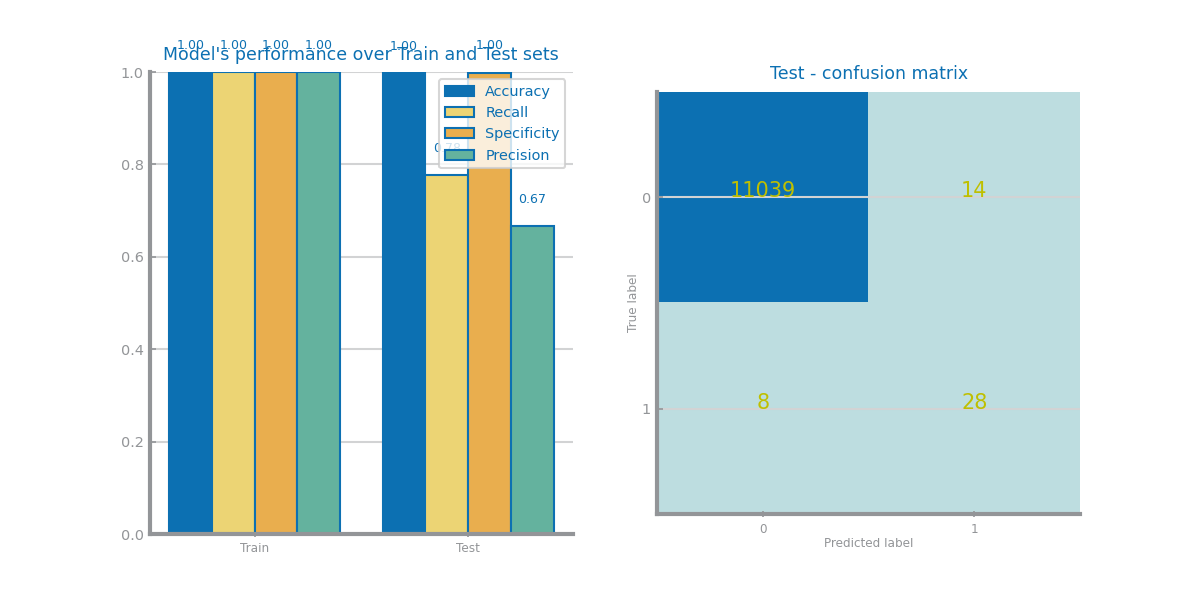 1.00 1.00 1.00 1.00 1.00 1.00
Model's performance over Train and Test sets
1.0
0.8
0.6
0.4
0.2
0.0
0.78
0.67
Accuracy
Recall
Specificity
Precision
Train Test
Test - confusion matrix
True label
0
1
11039 14
8 28
0 1
Predicted label